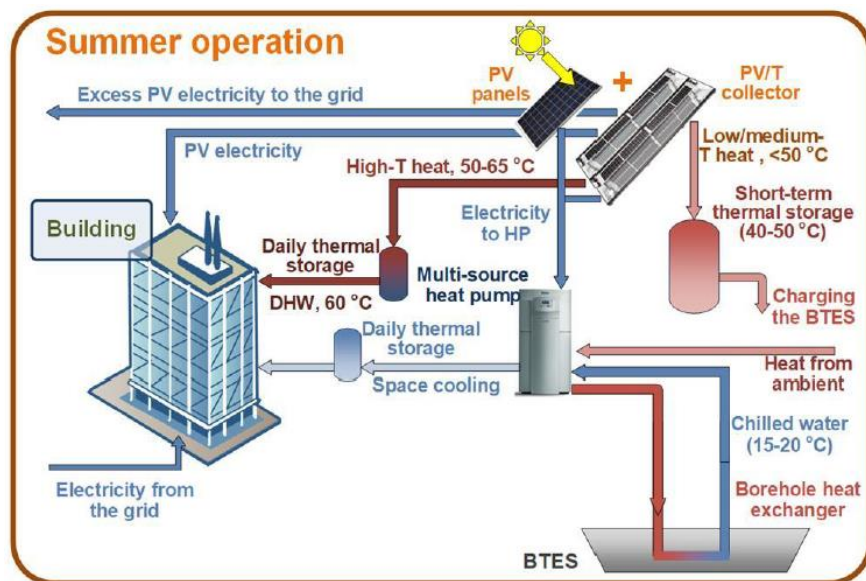 Summer operation
PV
panels
+
PV/T
collector
Excess PV electricity to the grid
PV electricity
Low/medium-
T heat , <50 °C
High-T heat, 50-65 °C
Building
Electricity
to HP
Short-term
thermal storage
(40-50 °C)
Daily thermal
storage
DHW, 60 °C
Multi-source
heat pump
Charging
the BTES
Daily thermal
storage
Space cooling
Heat from
ambient
Chilled water
(15-20 °C)
Electricity from
the grid
Borehole heat
exchanger
BTES